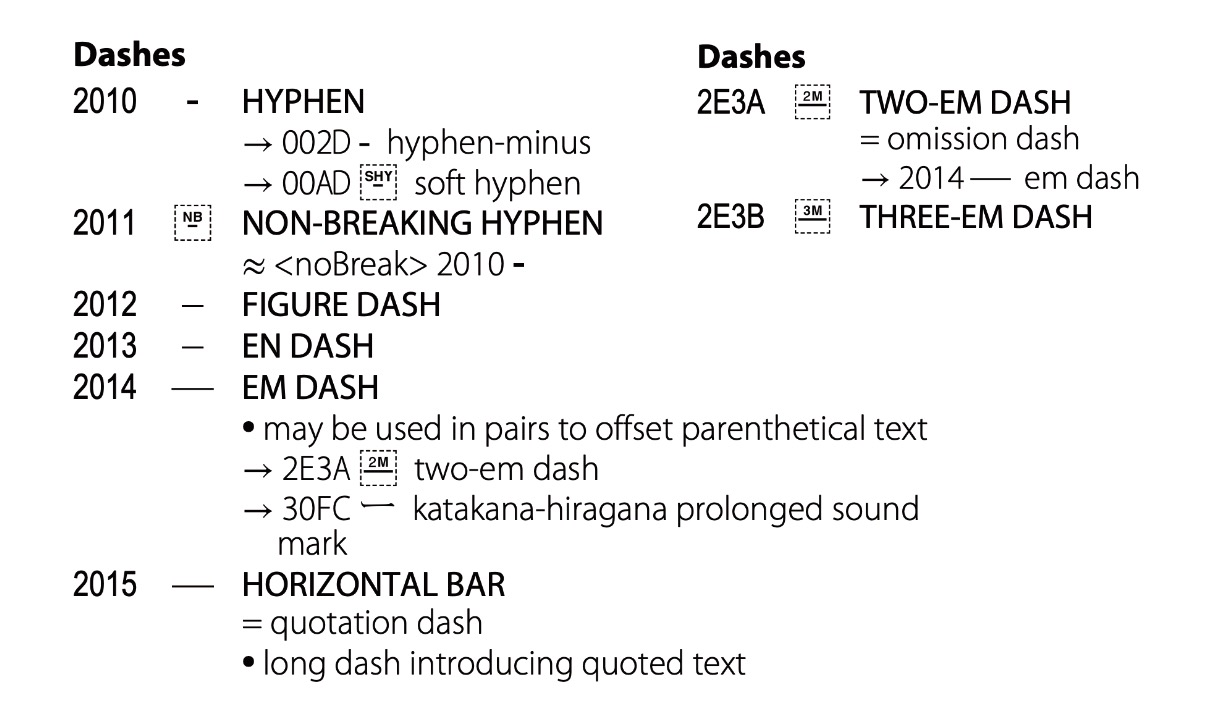 Dashes
2010 ‐ HYPHEN
→ 002D - hyphen-minus
→ 00AD SHY soft hyphen
2011 NB NON-BREAKING HYPHEN
≈ <noBreak> 2010 ‐
2012 ‒ FIGURE DASH
2013 – EN DASH
2014 — EM DASH
• may be used in pairs to offset parenthetical text
→ 2E3A 2M two-em dash
→ 30FC ー katakana-hiragana prolonged sound
mark
2015 ― HORIZONTAL BAR
= quotation dash
• long dash introducing quoted text
Dashes
2E3A 2M TWO-EM DASH
= omission dash
→ 2014 — em dash
2E3B 3M THREE-EM DASH